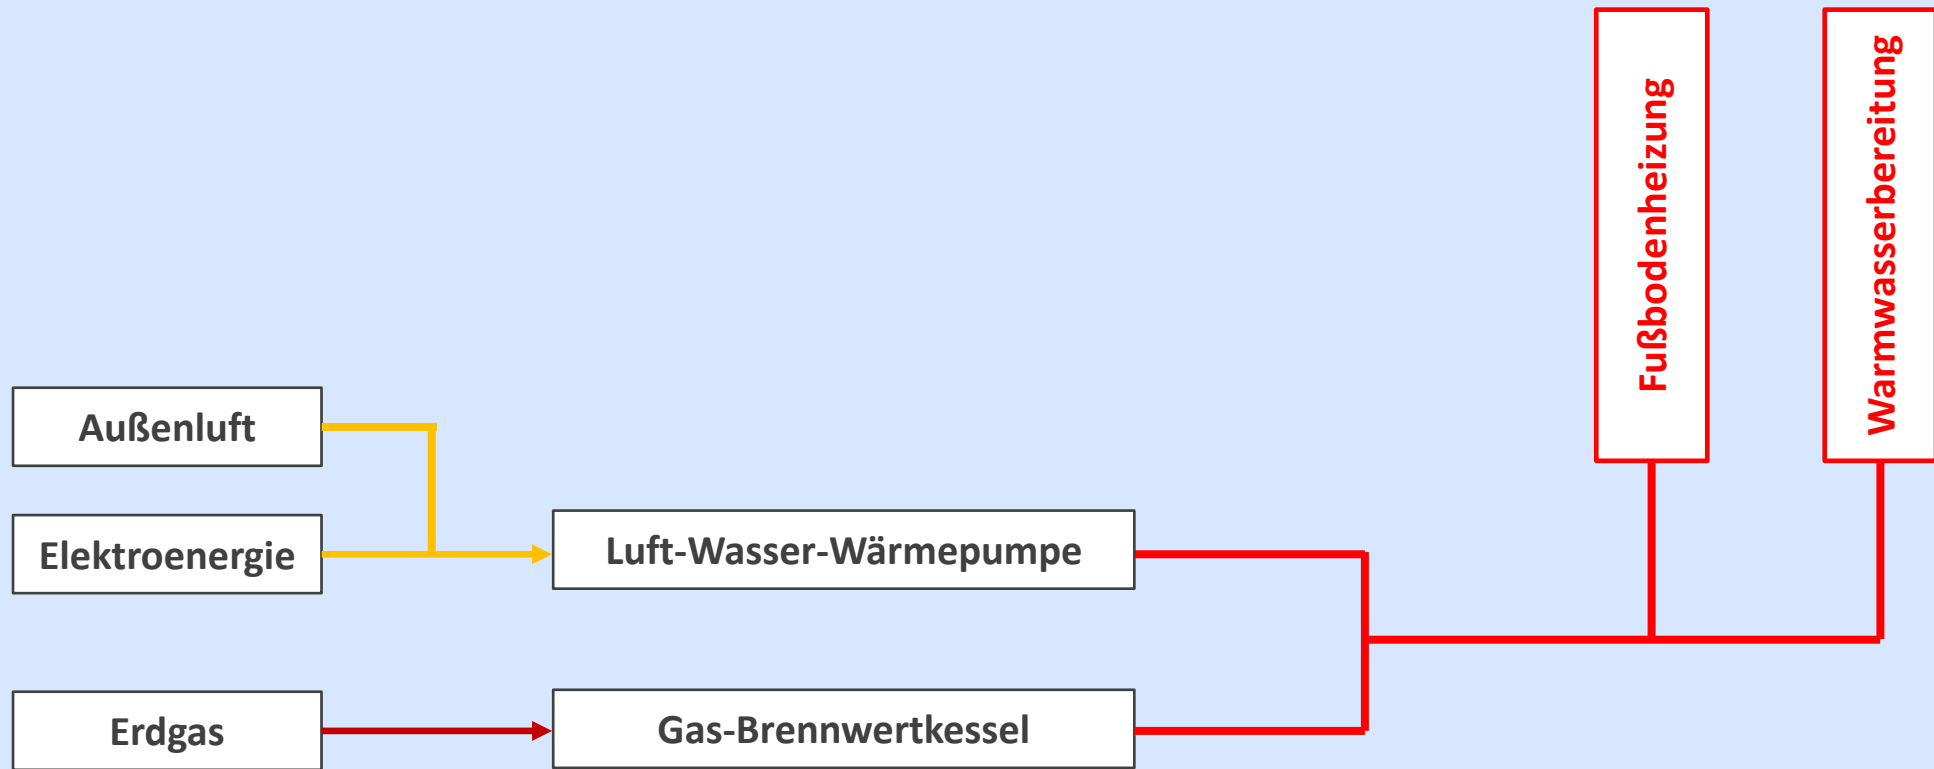 Fußbodenheizung
Warmwasserbereitung
Außenluft
Elektroenergie
Luft-Wasser-Wärmepumpe
Erdgas
Gas-Brennwertkessel